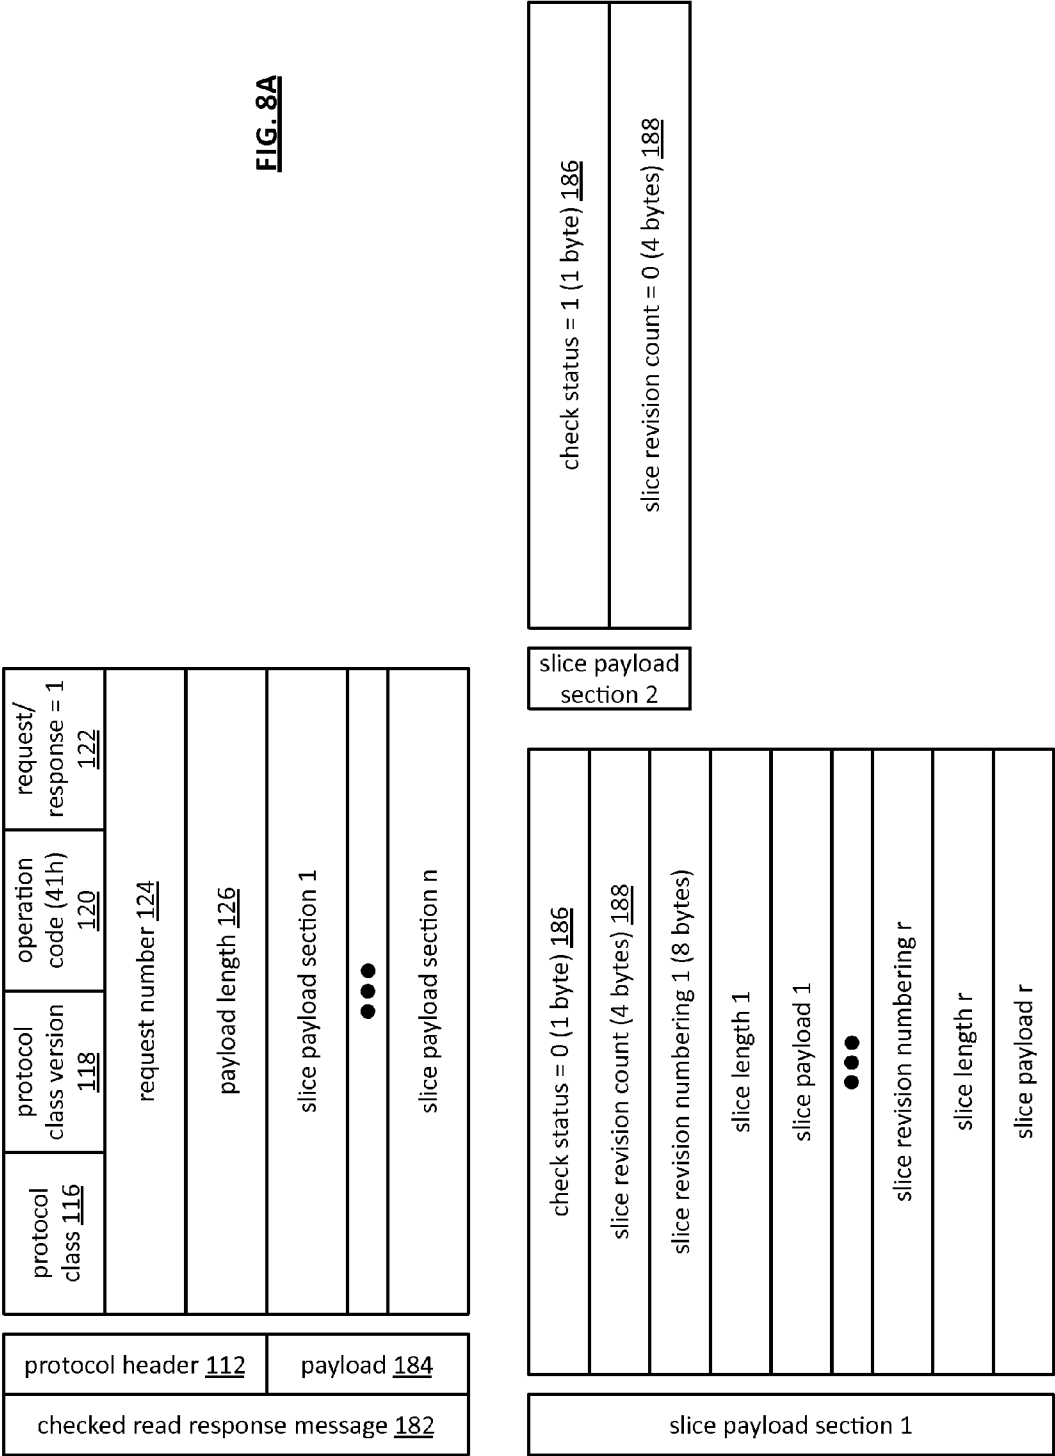 FIG. 8A
checked read response message 182
protocol header 112
payload 184
protocol
class 116
protocol
class version
118
operation
code (41h)
120
request/
response = 1
122
request number 124
payload length 126
slice payload section 1
slice payload section n
slice payload section 1
check status = 0 (1 byte) 186
slice revision count (4 bytes) 188
slice revision numbering 1 (8 bytes)
slice length 1
slice payload 1
slice revision numbering r
slice length r
slice payload r
slice payload
section 2
check status = 1 (1 byte) 186
slice revision count = 0 (4 bytes) 188